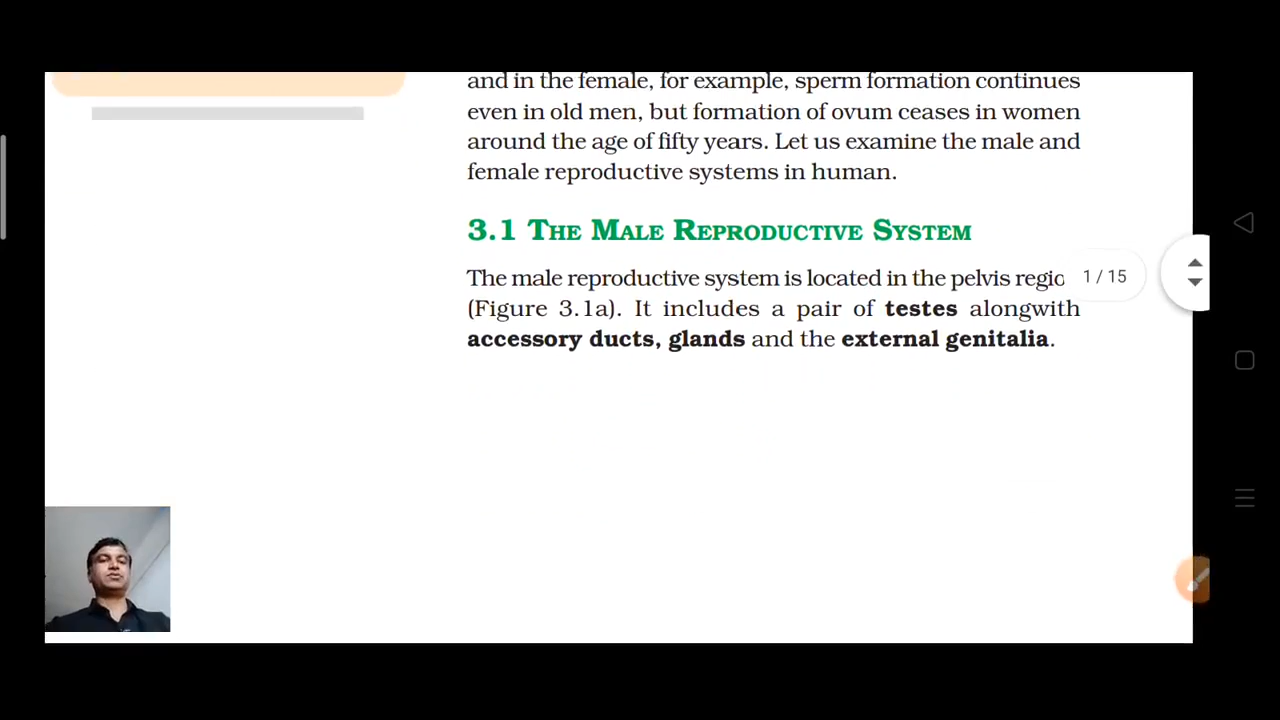 and in the female, for example, sperm formation continues
even in old men, but formation of ovum ceases in women
around the age of fifty years. Let us examine the male and
female reproductive systems in human.
3.1 The Male Reproductive System
The male reproductive system is located in the pelvis regio
(Figure 3.1a). It includes a pair of testes alongwith
accessory ducts, glands and the external genitalia.
1 / 15